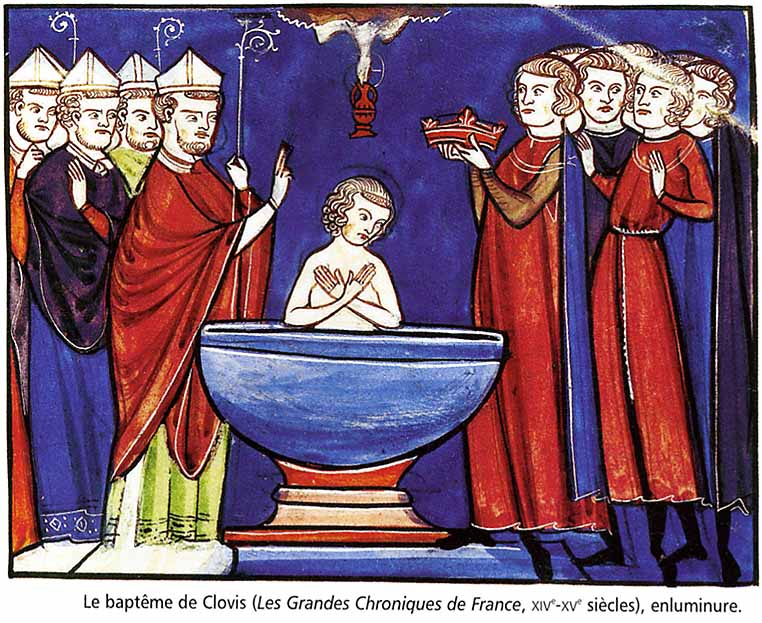 Le baptême de Clovis (Les Grandes Chroniques de France, XIVe-XVe siècles), enluminure.